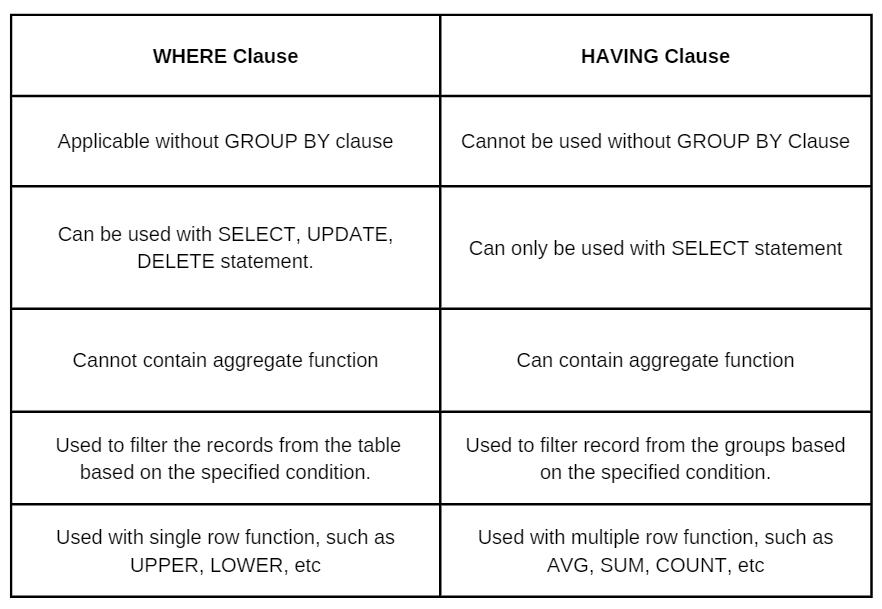 WHERE Clause
HAVING Clause
Applicable without GROUP BY clause
Cannot be used without GROUP BY Clause
Can be used with SELECT, UPDATE,
DELETE statement.
Can only be used with SELECT statement
Cannot contain aggregate function
Can contain aggregate function
Used to filter the records from the table
based on the specified condition.
Used to filter record from the groups based
on the specified condition.
Used with single row function, such as
UPPER, LOWER, etc
Used with multiple row function, such as
AVG, SUM, COUNT, etc